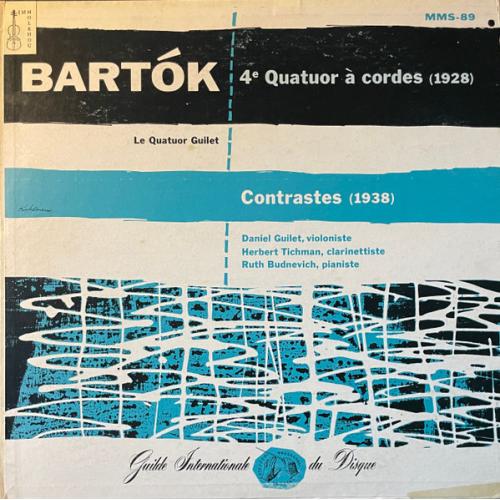 MMS-89
BARTÓK
4e Quatuor à cordes (1928)
Le Quatuor Guilet
Contrastes (1938)
Daniel Guilet, violoniste
Herbert Tichman, clarinettiste
Ruth Budnevich, pianiste
Guilde Internationale du Disque